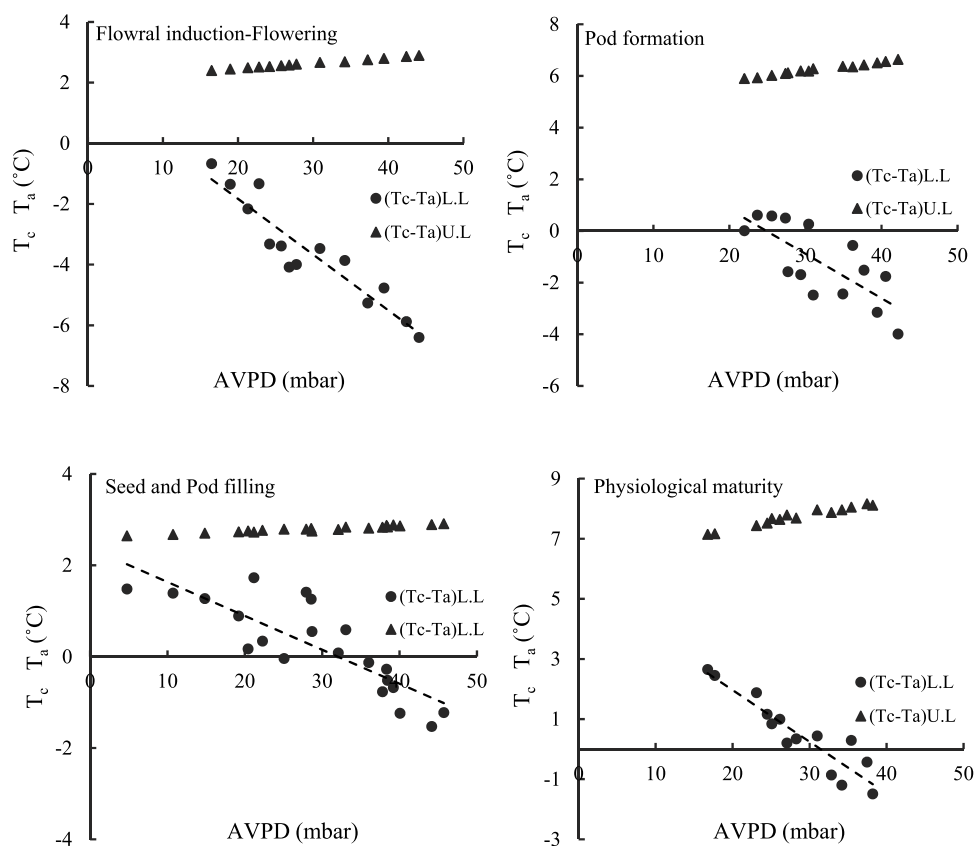 Flowral induction-Flowering
4
2
0
-2
-4
-6
-8
0 10 20 30 40 50
(Tc-Ta)L.L
(Tc-Ta)U.L
Tc Ta (˚C)
AVPD (mbar)
Pod formation
8
6
4
2
0
-2
-4
-6
0 10 20 30 40 50
(Tc-Ta)L.L
(Tc-Ta)U.L
Tc Ta (˚C)
AVPD (mbar)
Seed and Pod filling
4
2
0
-2
-4
0 10 20 30 40 50
(Tc-Ta)L.L
(Tc-Ta)L.L
Tc Ta (˚C)
AVPD (mbar)
Physiological maturity
9
7
5
3
1
-1
-3
0 10 20 30 40 50
(Tc-Ta)L.L
(Tc-Ta)U.L
Tc Ta (˚C)
AVPD (mbar)